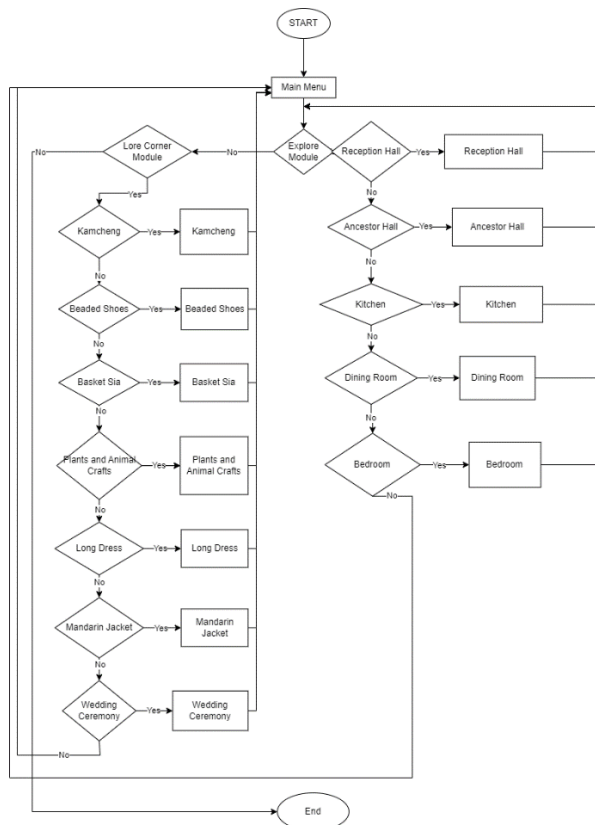 START
Main Menu
Lore Corner
Module
No
No
Explore
Module
Reception Hall
Yes
Reception Hall
Yes
No
Kamcheng
Yes
Kamcheng
Ancestor Hall
Yes
Ancestor Hall
No
No
Beaded Shoes
Yes
Beaded Shoes
Kitchen
Yes
Kitchen
No
No
Basket Sia
Yes
Basket Sia
Dining Room
Yes
Dining Room
No
No
Plants and Animal
Crafts
Yes
Plants and
Animal Crafts
Bedroom
Yes
Bedroom
No
No
Long Dress
Yes
Long Dress
No
Mandarin Jacket
Yes
Mandarin
Jacket
No
Wedding
Ceremony
Yes
Wedding
Ceremony
No
End